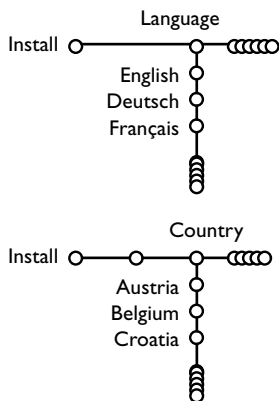 Language
Install
English
Deutsch
Français
Country
Install
Austria
Belgium
Croatia